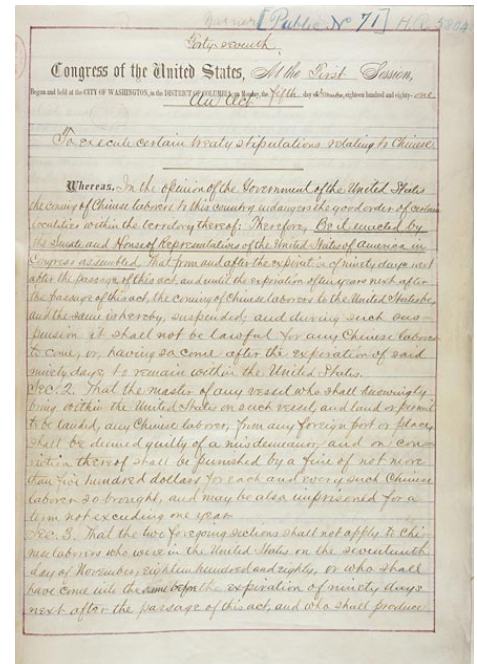 [Public No 71] H.R. 5804
Forty-seventh
Congress of the United States, At the First Session,
Begun and held at the CITY OF WASHINGTON, in the DISTRICT OF COLUMBIA, on Monday, the fifth day of December, eighteen hundred and eighty-one
An Act
To execute certain treaty stipulations relating to Chinese.
Whereas, In the opinion of the Government of the United States
the coming of Chinese laborers to this country endangers the good order of certain
localities within the territory thereof: Therefore, Be it enacted by
the Senate and House of Representatives of the United States of America in
Congress assembled, That from and after the expiration of ninety days next
after the passage of this act, and until the expiration of ten years next after
the passage of this act, the coming of Chinese laborers to the United States be,
and the same is hereby, suspended; and during such sus-
pension it shall not be lawful for any Chinese laborer
to come, or, having so come after the expiration of said
ninety days, to remain within the United States.
Sec. 2. That the master of any vessel who shall knowingly
bring within the United States on such vessel, and land or permit
to be landed, any Chinese laborer, from any foreign port or place,
shall be deemed guilty of a misdemeanor, and on con-
viction thereof shall be punished by a fine of not more
than five hundred dollars for each and every such Chinese
laborer so brought, and may be also imprisoned for a
term not exceeding one year.
Sec. 3. That the two foregoing sections shall not apply to Chi-
nese laborers who were in the United States on the seventeenth
day of November, eighteen hundred and eighty, or who shall
have come into the same before the expiration of ninety days
next after the passage of this act, and who shall produce